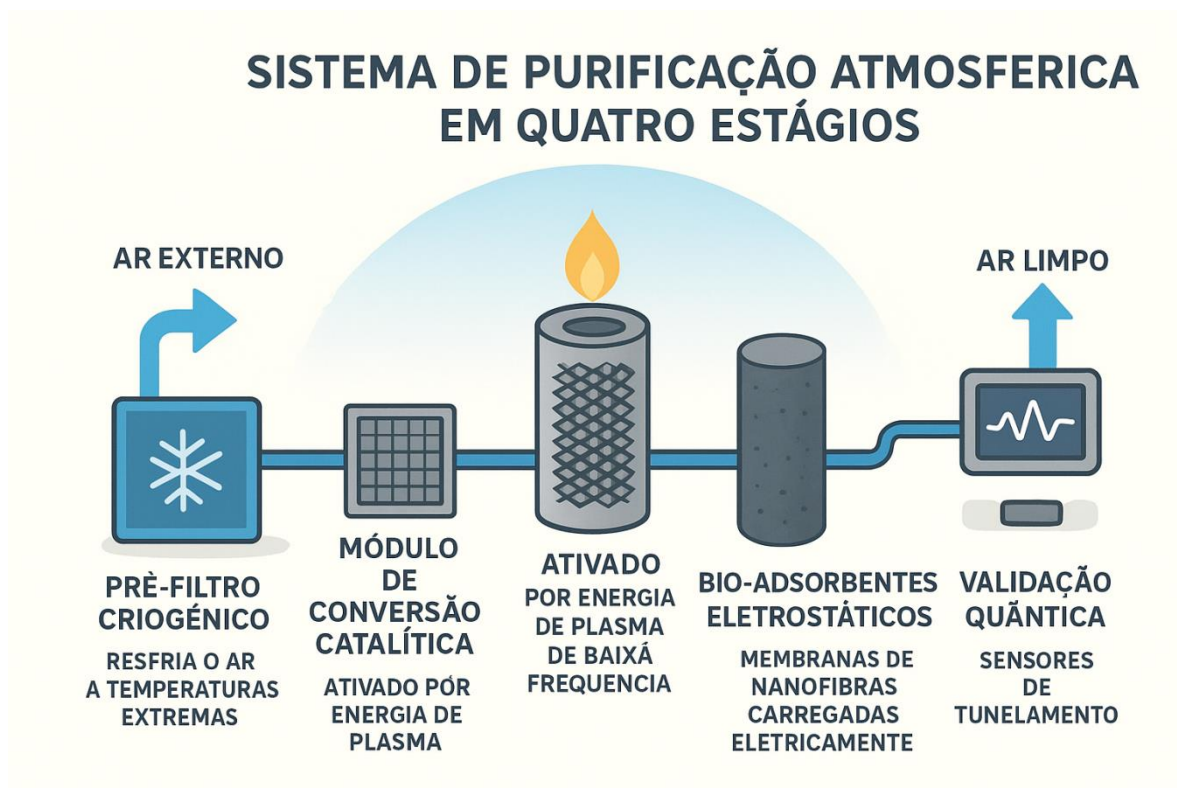 SISTEMA DE PURIFICAÇÃO ATMOSFERICA
EM QUATRO ESTÁGIOS
AR EXTERNO
AR LIMPO
PRÈ-FILTRO
CRIOGÉNICO
RESFRIA O AR
A TEMPERATURAS
EXTREMAS
MÓDULO
DE
CONVERSÃO
CATALÍTICA
ATIVADO PÓR
ENERGIA DE
PLASMA
ATIVADO
POR ENERGIA
DE PLASMA
DE BAIXÁ
FREQUENCIA
BIO-ADSORBENTES
ELETROSTÁTICOS
MEMBRANAS DE
NANOFIBRAS
CARREGADAS
ELETRICAMENTE
VALIDAÇÃO
QUÃNTICA
SENSORES
DE
TUNELAMENTO